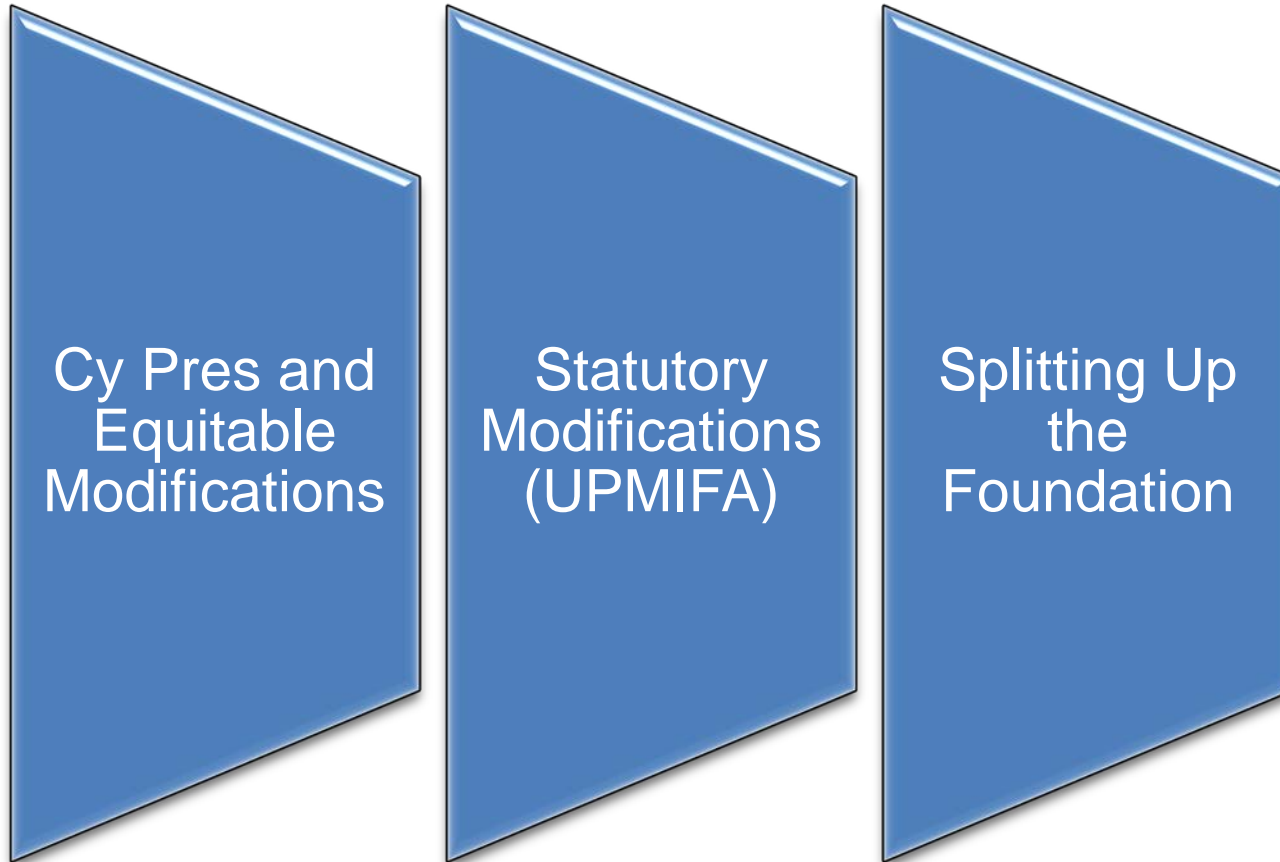 Cy Pres and
Equitable
Modifications
Statutory
Modifications
(UPMIFA)
Splitting Up
the
Foundation